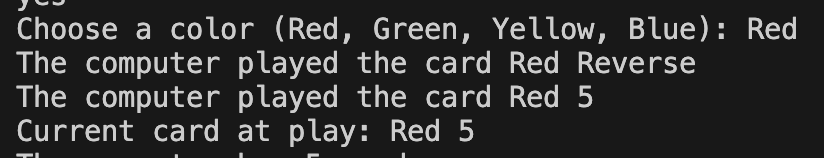 yes
Choose a color (Red, Green, Yellow, Blue): Red
The computer played the card Red Reverse
The computer played the card Red 5
Current card at play: Red 5